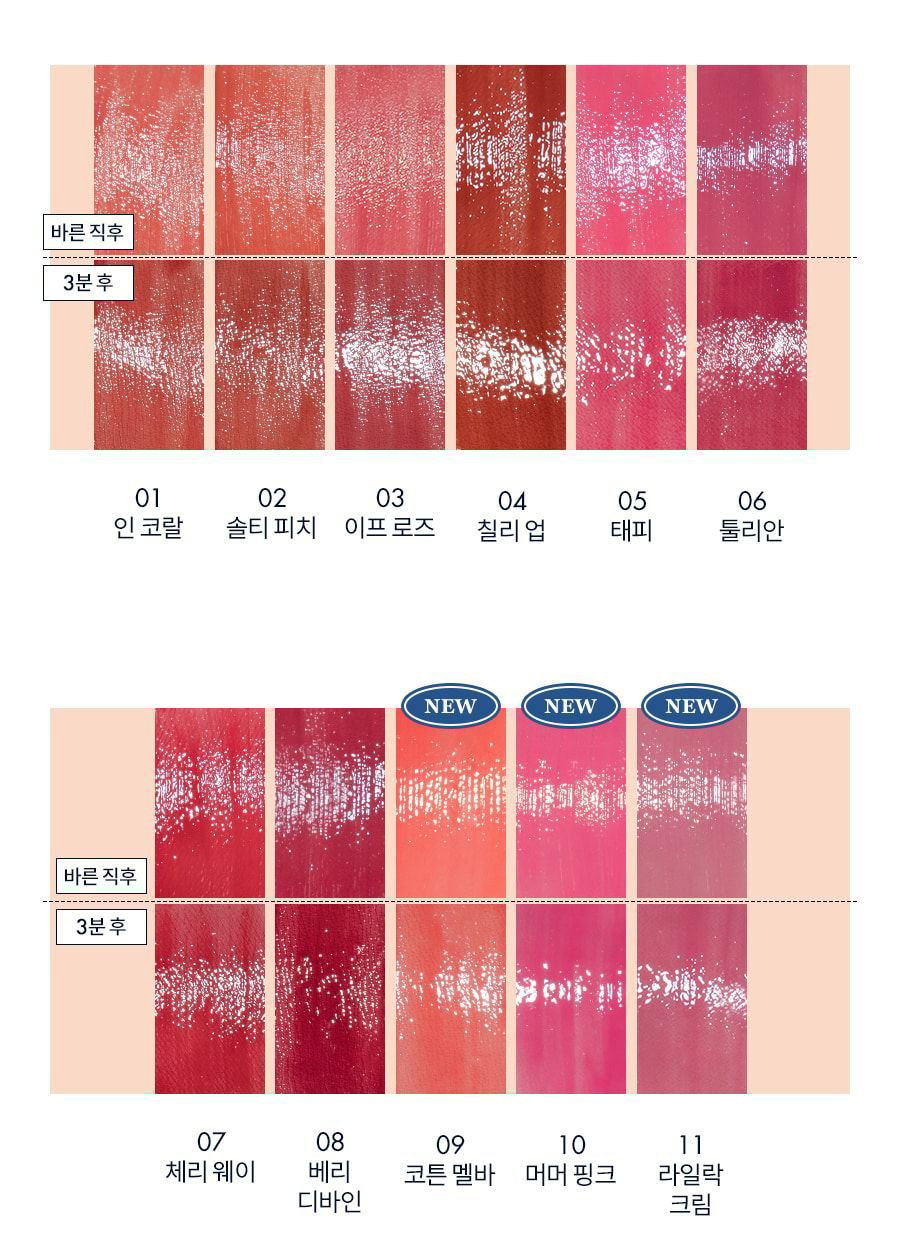 바른 직후
3분 후
01
인 코랄
02
솔티 피치
03
이프 로즈
04
칠리 업
05
태피
06
툴리안
NEW
NEW
NEW
바른 직후
3분 후
07
체리 웨이
08
베리
디바인
09
코튼 멜바
10
머머 핑크
11
라일락
크림